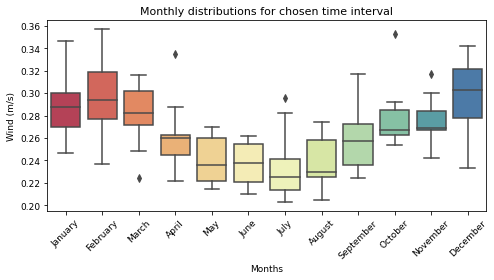 Monthly distributions for chosen time interval
Wind (m/s)
0.36
0.34
0.32
0.30
0.28
0.26
0.24
0.22
0.20
January
February
March
April
May
June
July
August
September
October
November
December
Months